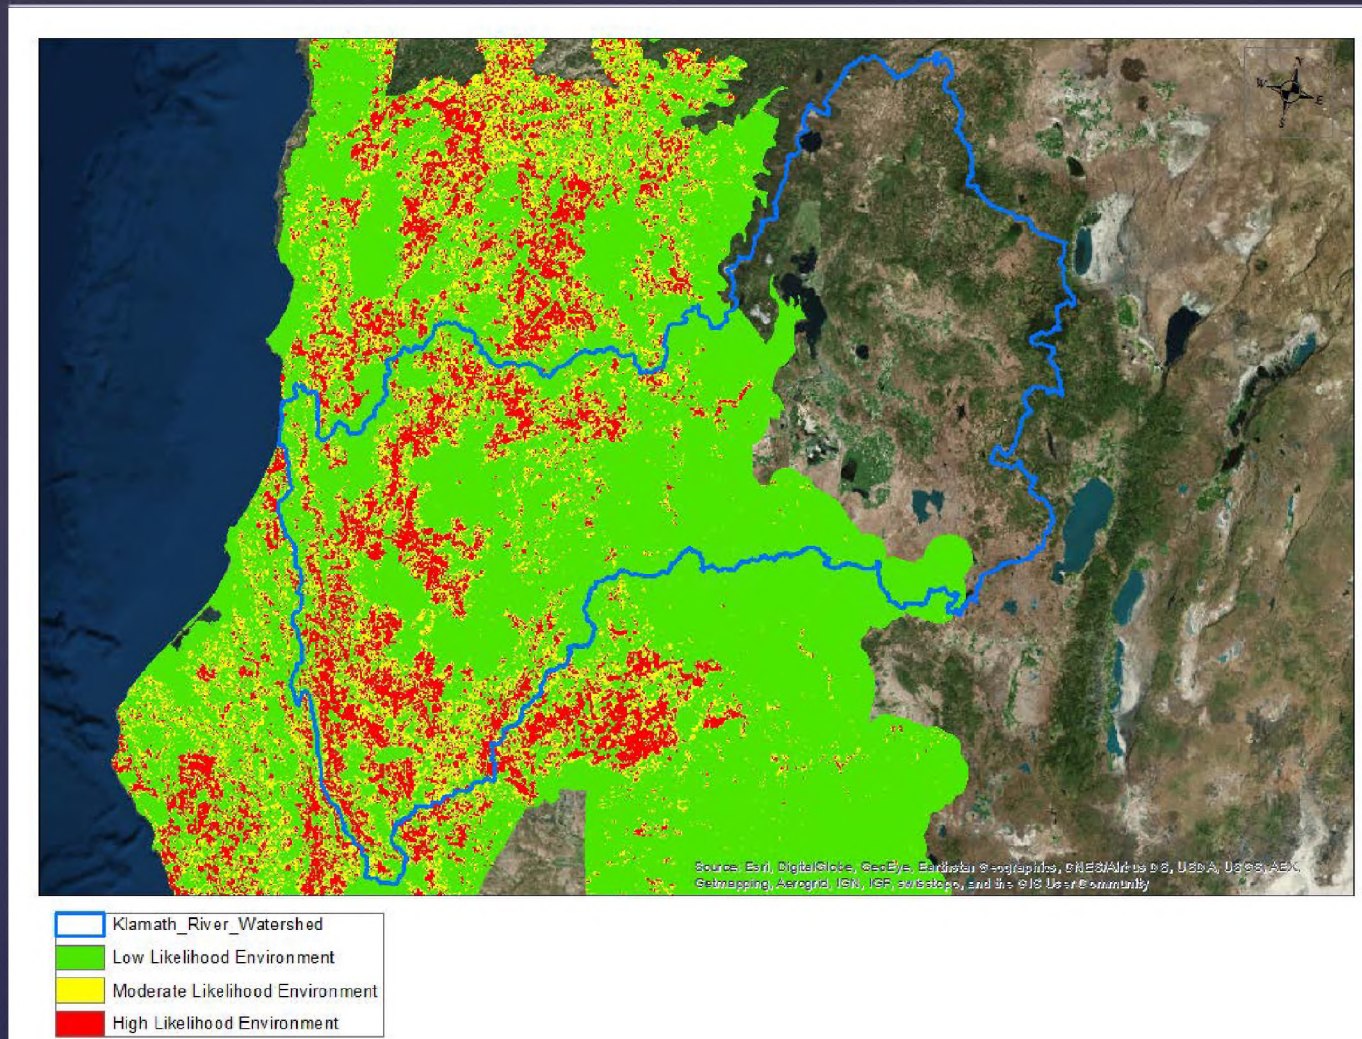 N
W
E
S
Source: Esri, DigitalGlobe, GeoEye, Earthstar Geographics, CNES/Airbus DS, USDA, USGS, AEX,
Getmapping, Aerogrid, IGN, IGP, swisstopo, and the GIS User Community
Klamath_River_Watershed
Low Likelihood Environment
Moderate Likelihood Environment
High Likelihood Environment